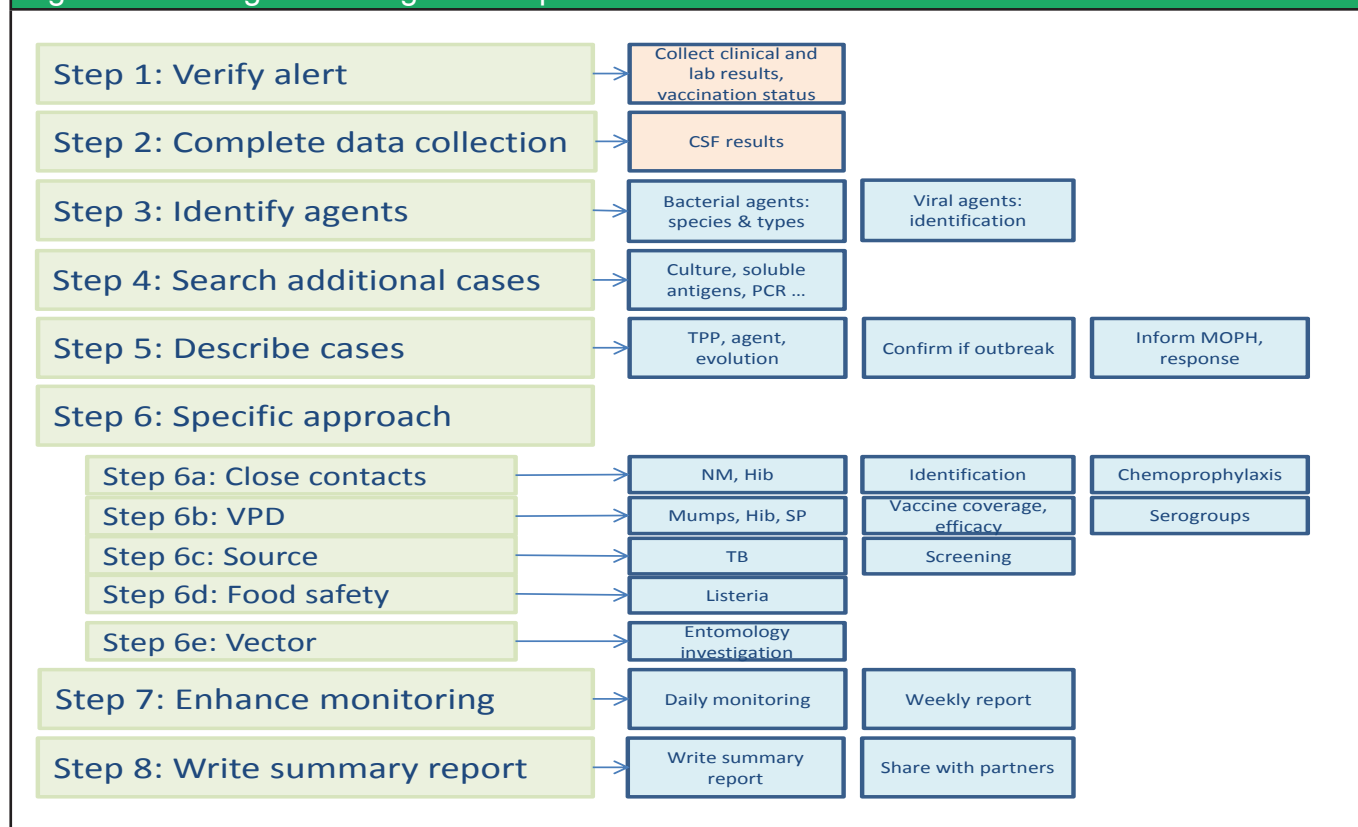 Step 1: Verify alert
Collect clinical and
lab results,
vaccination status
Step 2: Complete data collection
CSF results
Step 3: Identify agents
Bacterial agents:
species & types
Viral agents:
identification
Step 4: Search additional cases
Culture, soluble
antigens, PCR ...
Step 5: Describe cases
TPP, agent,
evolution
Confirm if outbreak
Inform MOPH,
response
Step 6: Specific approach
Step 6a: Close contacts
NM, Hib
Identification
Chemoprophylaxis
Step 6b: VPD
Mumps, Hib, SP
Vaccine coverage,
efficacy
Serogroups
Step 6c: Source
TB
Screening
Step 6d: Food safety
Listeria
Step 6e: Vector
Entomology
investigation
Step 7: Enhance monitoring
Daily monitoring
Weekly report
Step 8: Write summary report
Write summary
report
Share with partners